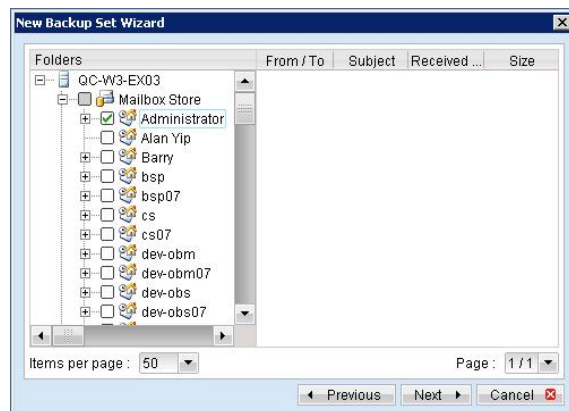 New Backup Set Wizard
Folders From / To Subject Received ... Size
QC-W3-EX03
Mailbox Store
Administrator
Alan Yip
Barry
bsp
bsp07
cs
cs07
dev-obm
dev-obm07
dev-obs
dev-obs07
Items per page : 50 Page : 1 / 1
Previous Next Cancel